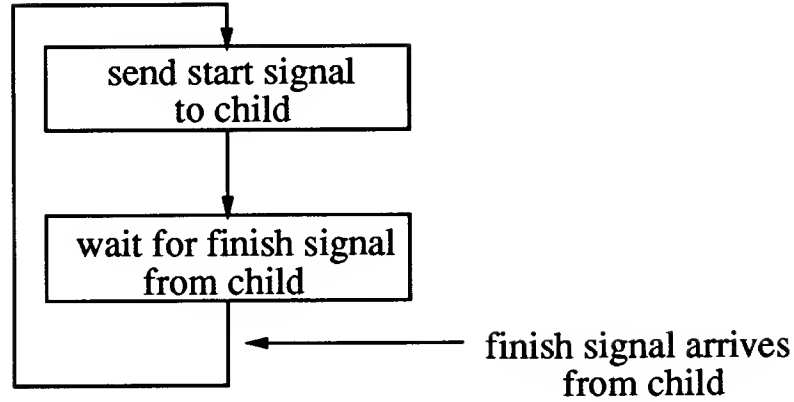 send start signal
to child
wait for finish signal
from child
finish signal arrives
from child